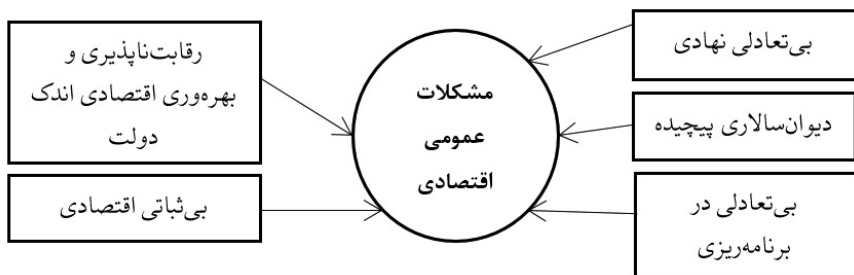 بی‌تعادلی نهادی
دیوان‌سالاری پیچیده
بی‌تعادلی در
برنامه‌ریزی
مشکلات
عمومی
اقتصادی
رقابت‌ناپذیری و
بهره‌وری اقتصادی اندک
دولت
بی‌ثباتی اقتصادی